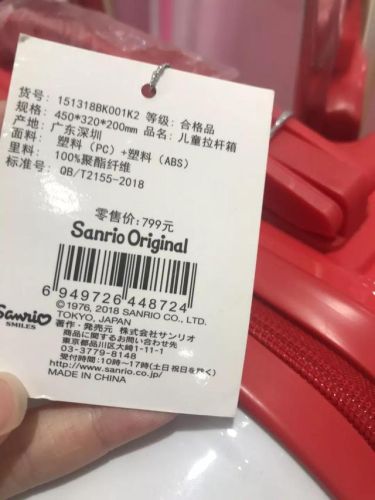 货号：151318BK001K2 等级：合格品
规格：450*320*200mm 品名：儿童拉杆箱
产地：广东深圳
面料：塑料（PC）+塑料（ABS）
里料：100%聚酯纤维
标准号：QB/T2155-2018
零售价：799元
Sanrio Original
6 949726 448724
© 1976, 2018 SANRIO CO., LTD.
TOKYO, JAPAN
Sanrio
SMILES
著作・発売元 株式会社サンリオ
商品に関するお問い合わせ先
東京都品川区大崎1-11-1
03-3779-8148
受付時間：10時～17時(土日祝日を除く)
http://www.sanrio.co.jp/
MADE IN CHINA